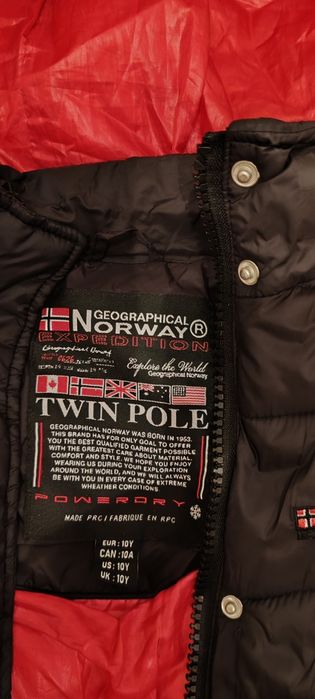 GEOGRAPHICAL
NORWAY®
EXPEDITION
Geographical Norway
Explore the World
Geographical Norway
TWIN POLE
GEOGRAPHICAL NORWAY WAS BORN IN 1963.
THIS BRAND HAS FOR ONLY GOAL TO OFFER
YOU THE BEST QUALIFIED GARMENT POSSIBLE
WITH THE GREATEST CARE ABOUT MATERIAL,
COMFORT AND STYLE. WE HOPE YOU ENJOY
WEARING US DURING YOUR EXPLORATION
AROUND THE WORLD, AND WE WILL ALWAYS
BE WITH YOU IN EVERY CASE OF EXTREME
WHEATHER CONDITIONS
POWERDRY
MADE PRC / FABRIQUE EN RPC
EUR: 10Y
CAN: 10A
US: 10Y
UK: 10Y